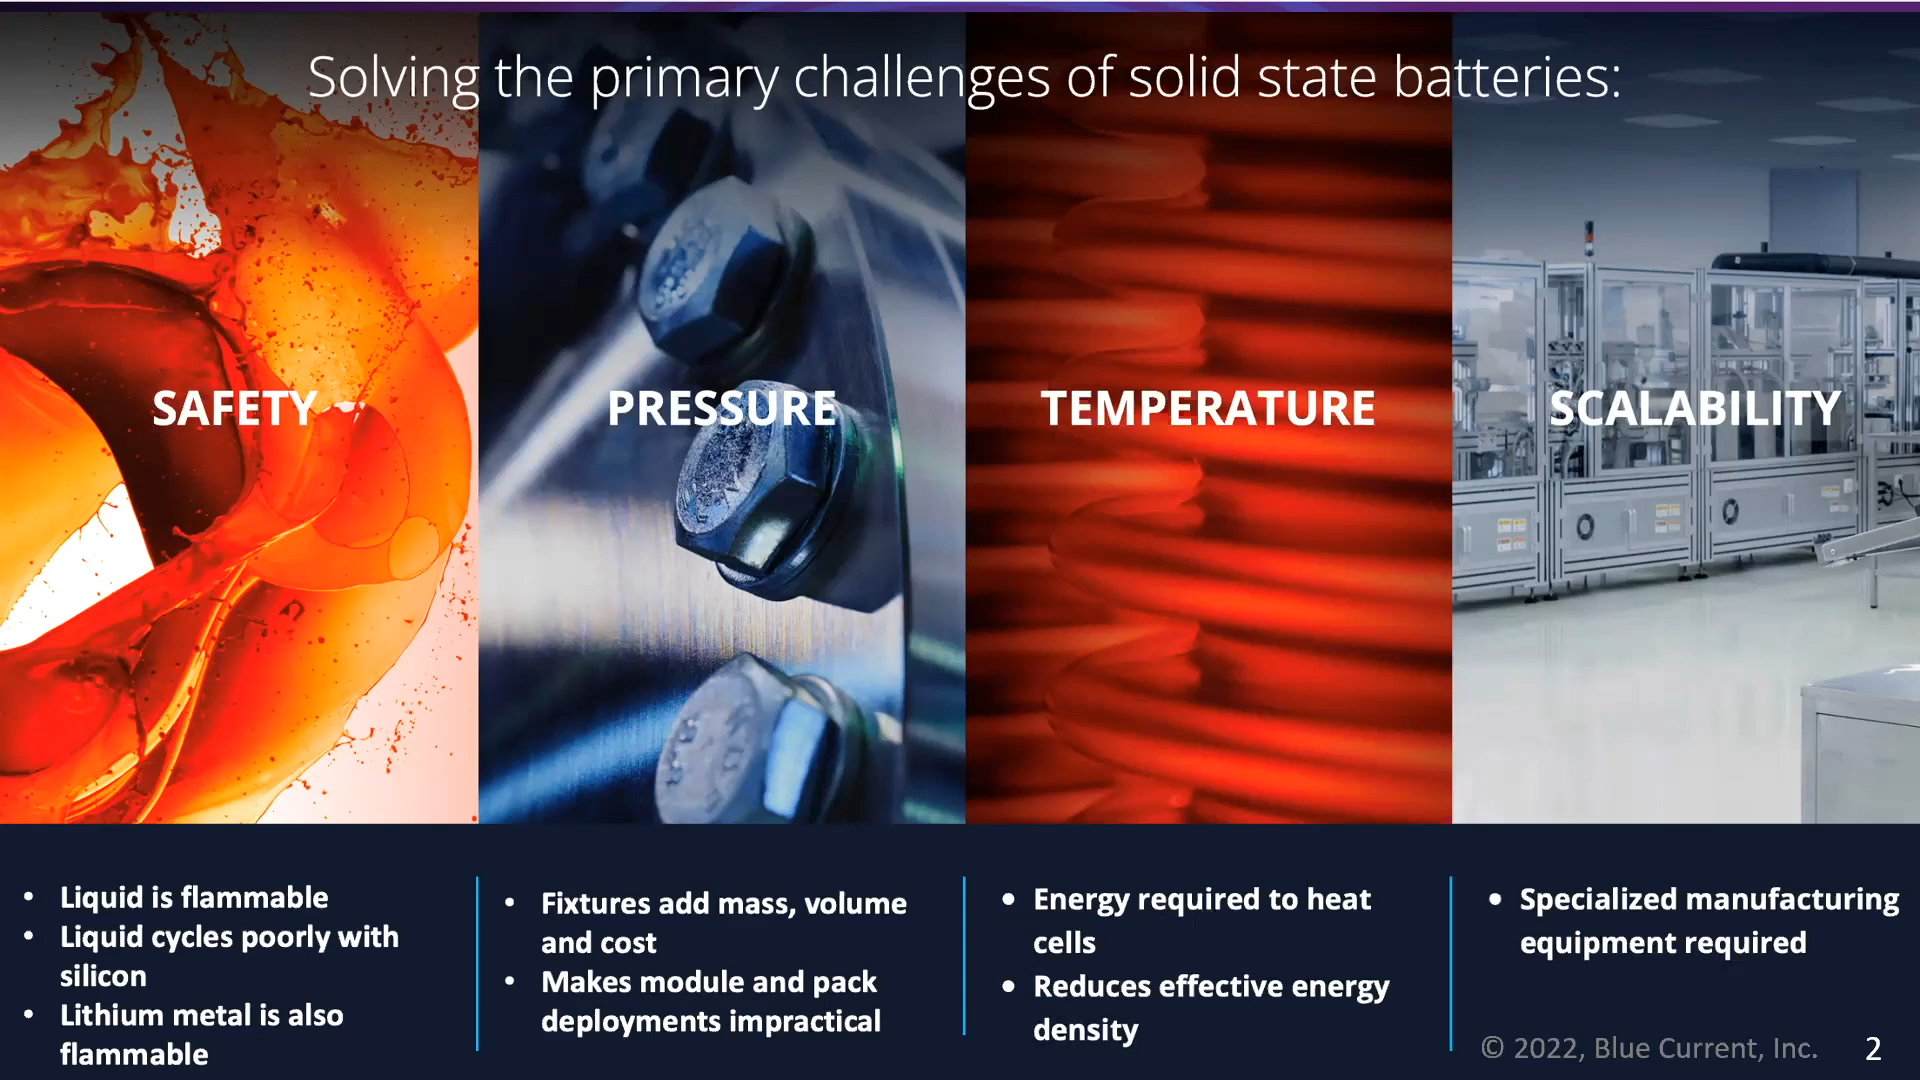 Solving the primary challenges of solid state batteries:
SAFETY
PRESSURE
TEMPERATURE
SCALABILITY
• Liquid is flammable
• Liquid cycles poorly with
silicon
• Lithium metal is also
flammable
• Fixtures add mass, volume
and cost
• Makes module and pack
deployments impractical
• Energy required to heat
cells
• Reduces effective energy
density
• Specialized manufacturing
equipment required
© 2022, Blue Current, Inc.
2